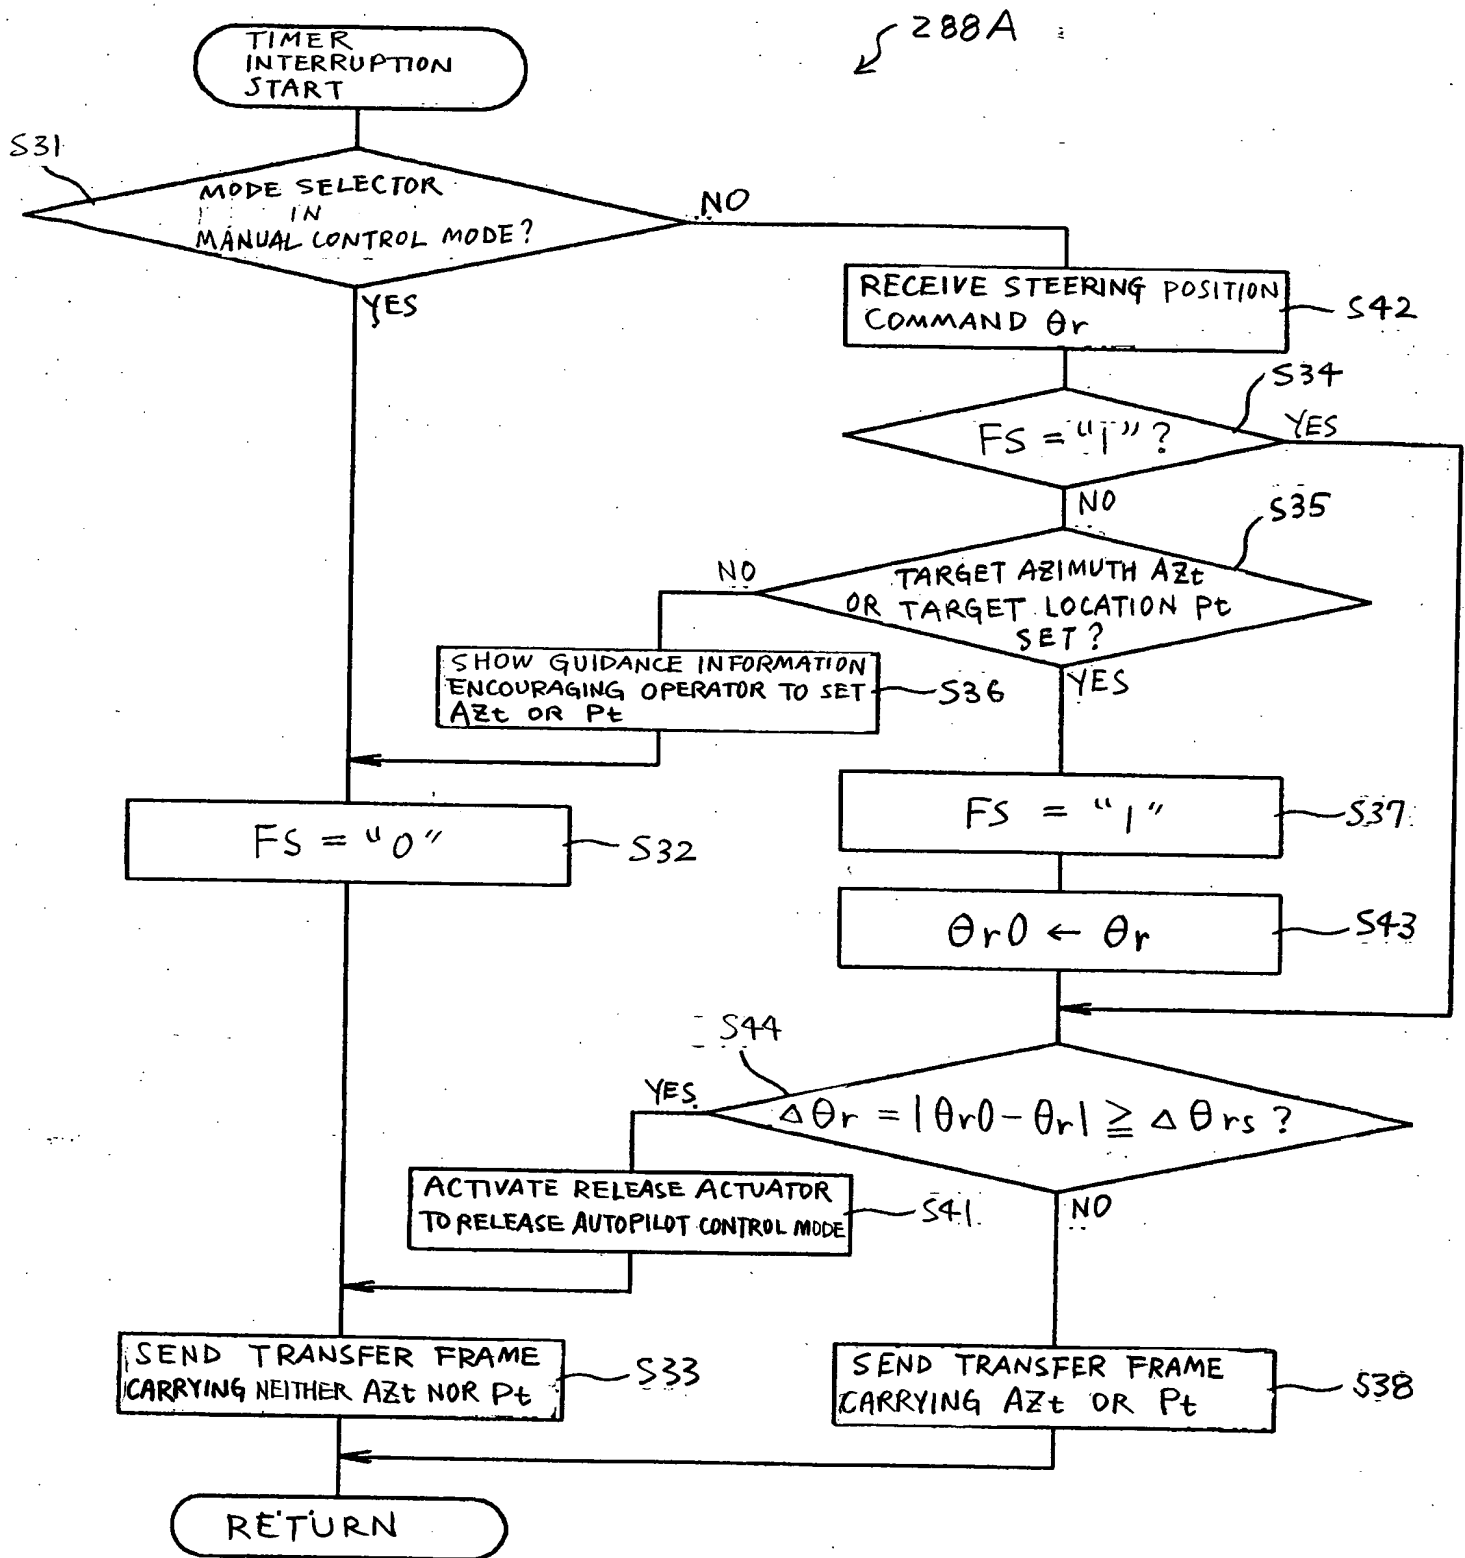 288A
TIMER
INTERRUPTION
START
S31
MODE SELECTOR
IN
MANUAL CONTROL MODE?
NO
YES
RECEIVE STEERING POSITION
COMMAND θr
S42
S34
FS = "1"?
YES
NO
S35
TARGET AZIMUTH AZt
OR TARGET LOCATION Pt
SET?
NO
YES
SHOW GUIDANCE INFORMATION
ENCOURAGING OPERATOR TO SET
AZt OR Pt
S36
FS = "0"
S32
FS = "1"
S37
θr0 ← θr
S43
S44
YES
Δθr = |θr0-θr| ≧ Δθrs?
NO
ACTIVATE RELEASE ACTUATOR
TO RELEASE AUTOPILOT CONTROL MODE
S41
SEND TRANSFER FRAME
CARRYING NEITHER AZt NOR Pt
S33
SEND TRANSFER FRAME
CARRYING AZt OR Pt
S38
RETURN